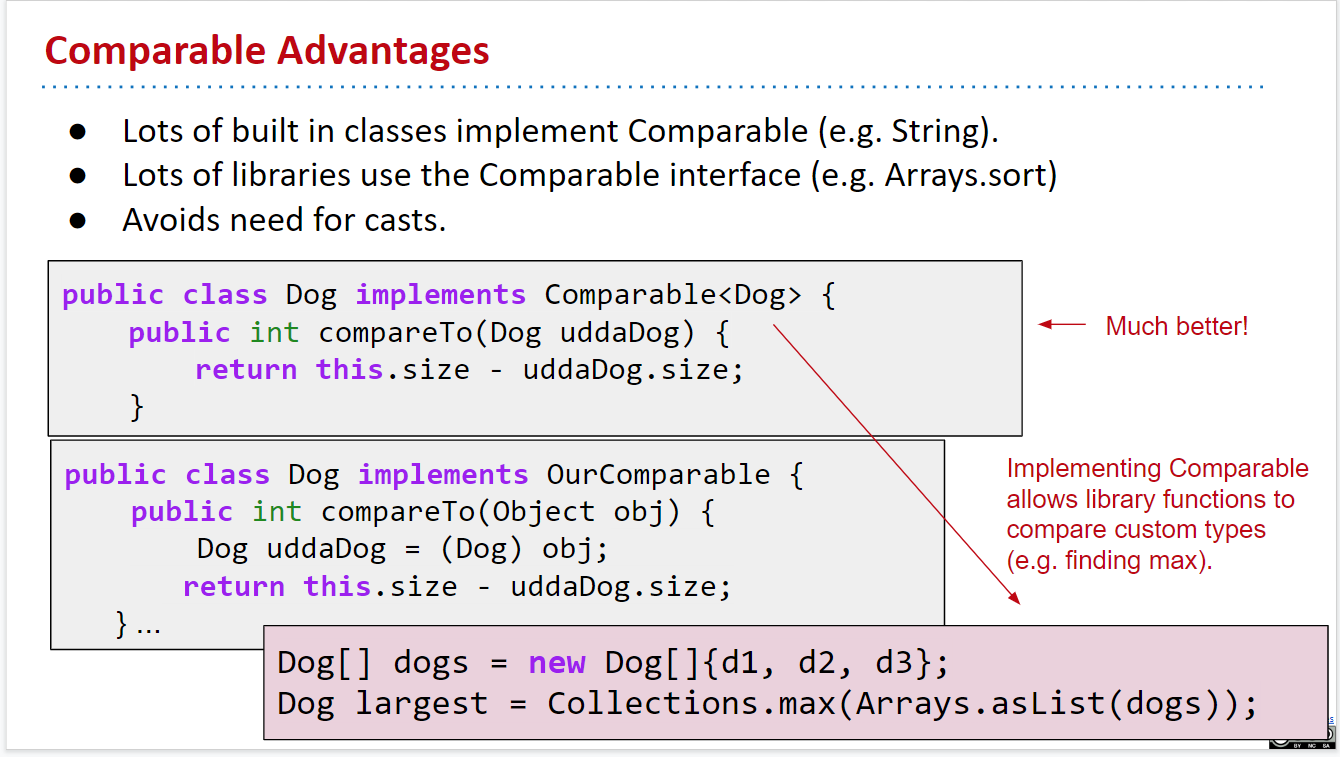 Comparable Advantages
● Lots of built in classes implement Comparable (e.g. String).
● Lots of libraries use the Comparable interface (e.g. Arrays.sort)
● Avoids need for casts.
public class Dog implements Comparable<Dog> {
public int compareTo(Dog uddaDog) {
return this.size - uddaDog.size;
}
Much better!
public class Dog implements OurComparable {
public int compareTo(Object obj) {
Dog uddaDog = (Dog) obj;
return this.size - uddaDog.size;
} ...
Implementing Comparable
allows library functions to
compare custom types
(e.g. finding max).
Dog[] dogs = new Dog[]{d1, d2, d3};
Dog largest = Collections.max(Arrays.asList(dogs));
BY NC SA